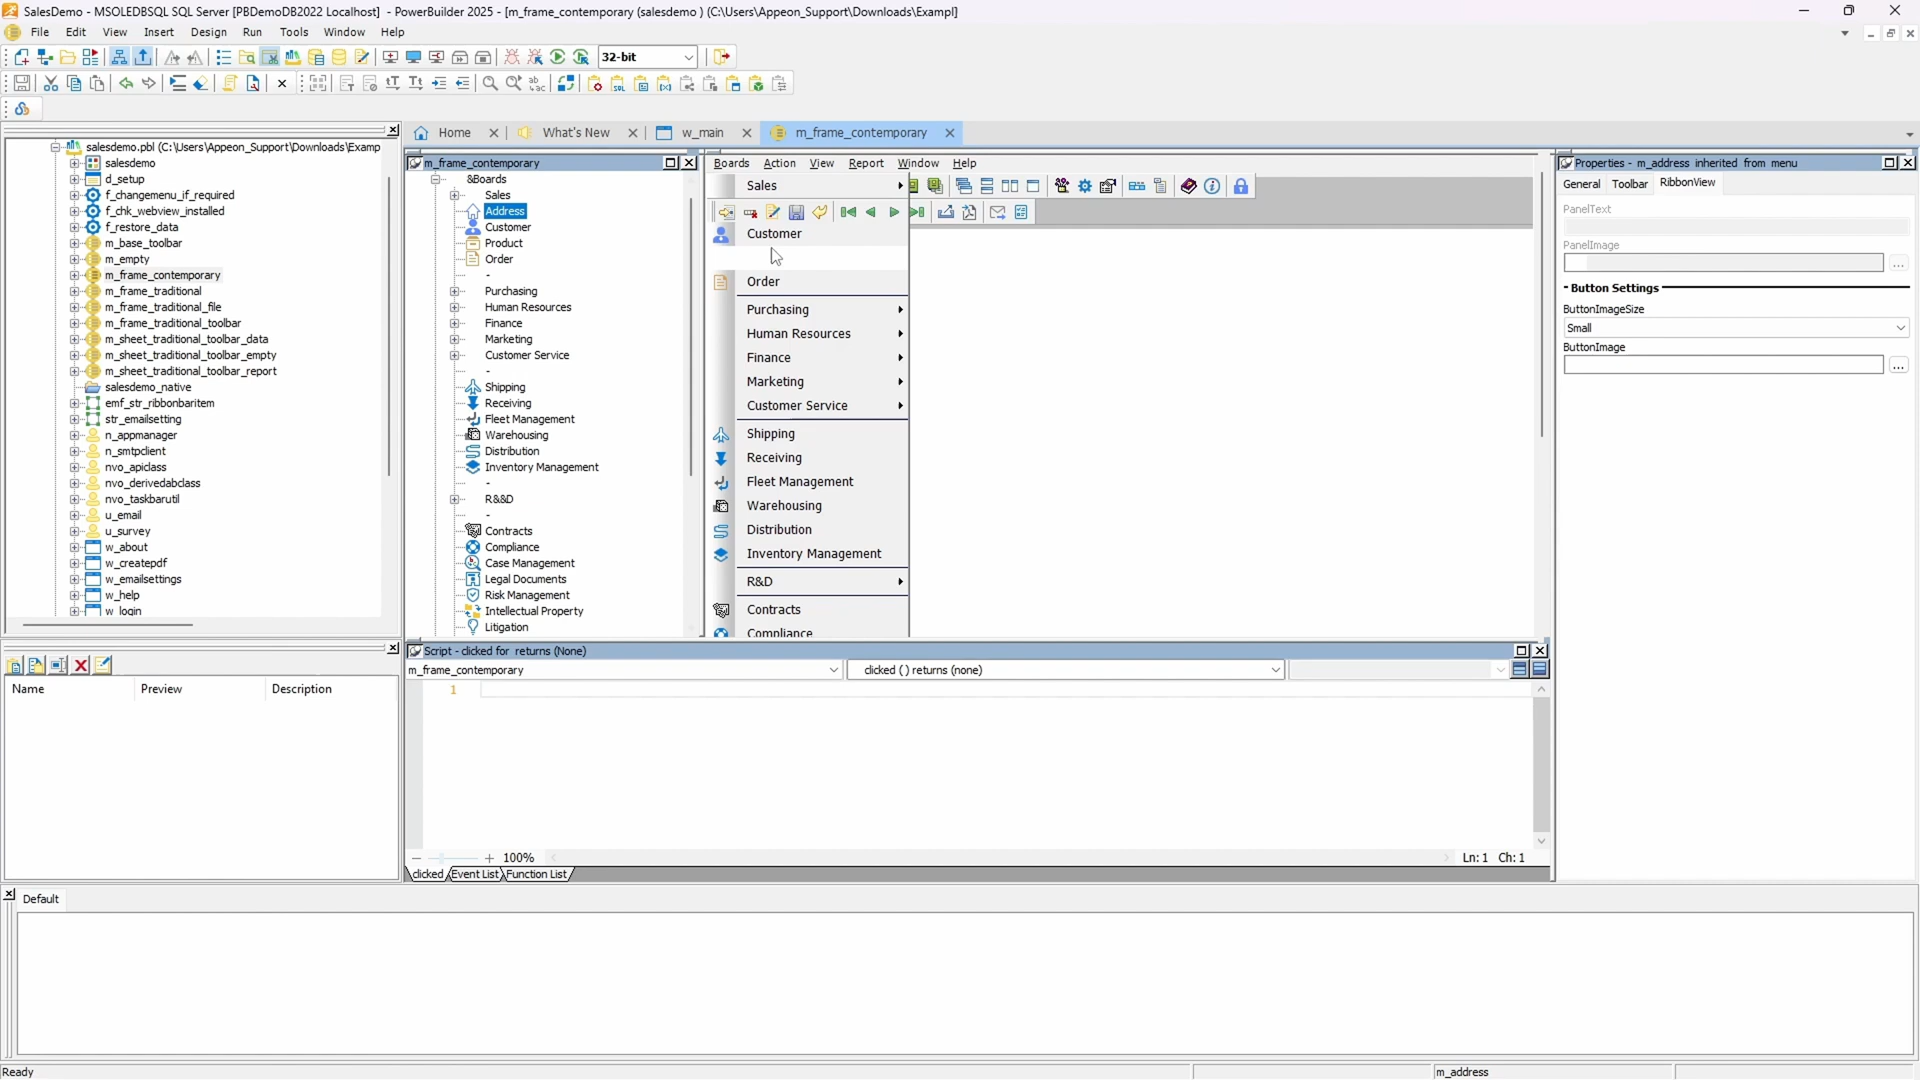 SalesDemo - MSOLEDBSQL SQL Server [PBDemoDB2022 Localhost] - PowerBuilder 2025 - [m_frame_contemporary (salesdemo ) (C:\Users\Appeon_Support\Downloads\Exampl]
File Edit View Insert Design Run Tools Window Help
32-bit
Home What's New w_main m_frame_contemporary
salesdemo.pbl (C:\Users\Appeon_Support\Downloads\Examp
salesdemo
d_setup
f_changemenu_if_required
f_chk_webview_installed
f_restore_data
m_base_toolbar
m_empty
m_frame_contemporary
m_frame_traditional
m_frame_traditional_file
m_frame_traditional_toolbar
m_sheet_traditional_toolbar_data
m_sheet_traditional_toolbar_empty
m_sheet_traditional_toolbar_report
salesdemo_native
emf_str_ribbonbaritem
str_emailsetting
n_appmanager
n_smtpclient
nvo_apiclass
nvo_derivedabclass
nvo_taskbarutil
u_email
u_survey
w_about
w_createpdf
w_emailsettings
w_help
w_login
Name Preview Description
m_frame_contemporary
&Boards
Sales
Address
Customer
Product
Order
-
Purchasing
Human Resources
Finance
Marketing
Customer Service
-
Shipping
Receiving
Fleet Management
Warehousing
Distribution
Inventory Management
-
R&&D
-
Contracts
Compliance
Case Management
Legal Documents
Risk Management
Intellectual Property
Litigation
Boards Action View Report Window Help
Sales
Customer
Order
Purchasing
Human Resources
Finance
Marketing
Customer Service
Shipping
Receiving
Fleet Management
Warehousing
Distribution
Inventory Management
R&D
Contracts
Compliance
Properties - m_address inherited from menu
General Toolbar RibbonView
PanelText
PanelImage
...
- Button Settings
ButtonImageSize
Small
ButtonImage
...
Script - clicked for returns (None)
m_frame_contemporary clicked ( ) returns (none)
1
100% Ln: 1 Ch: 1
clicked Event List Function List
Default
Ready m_address